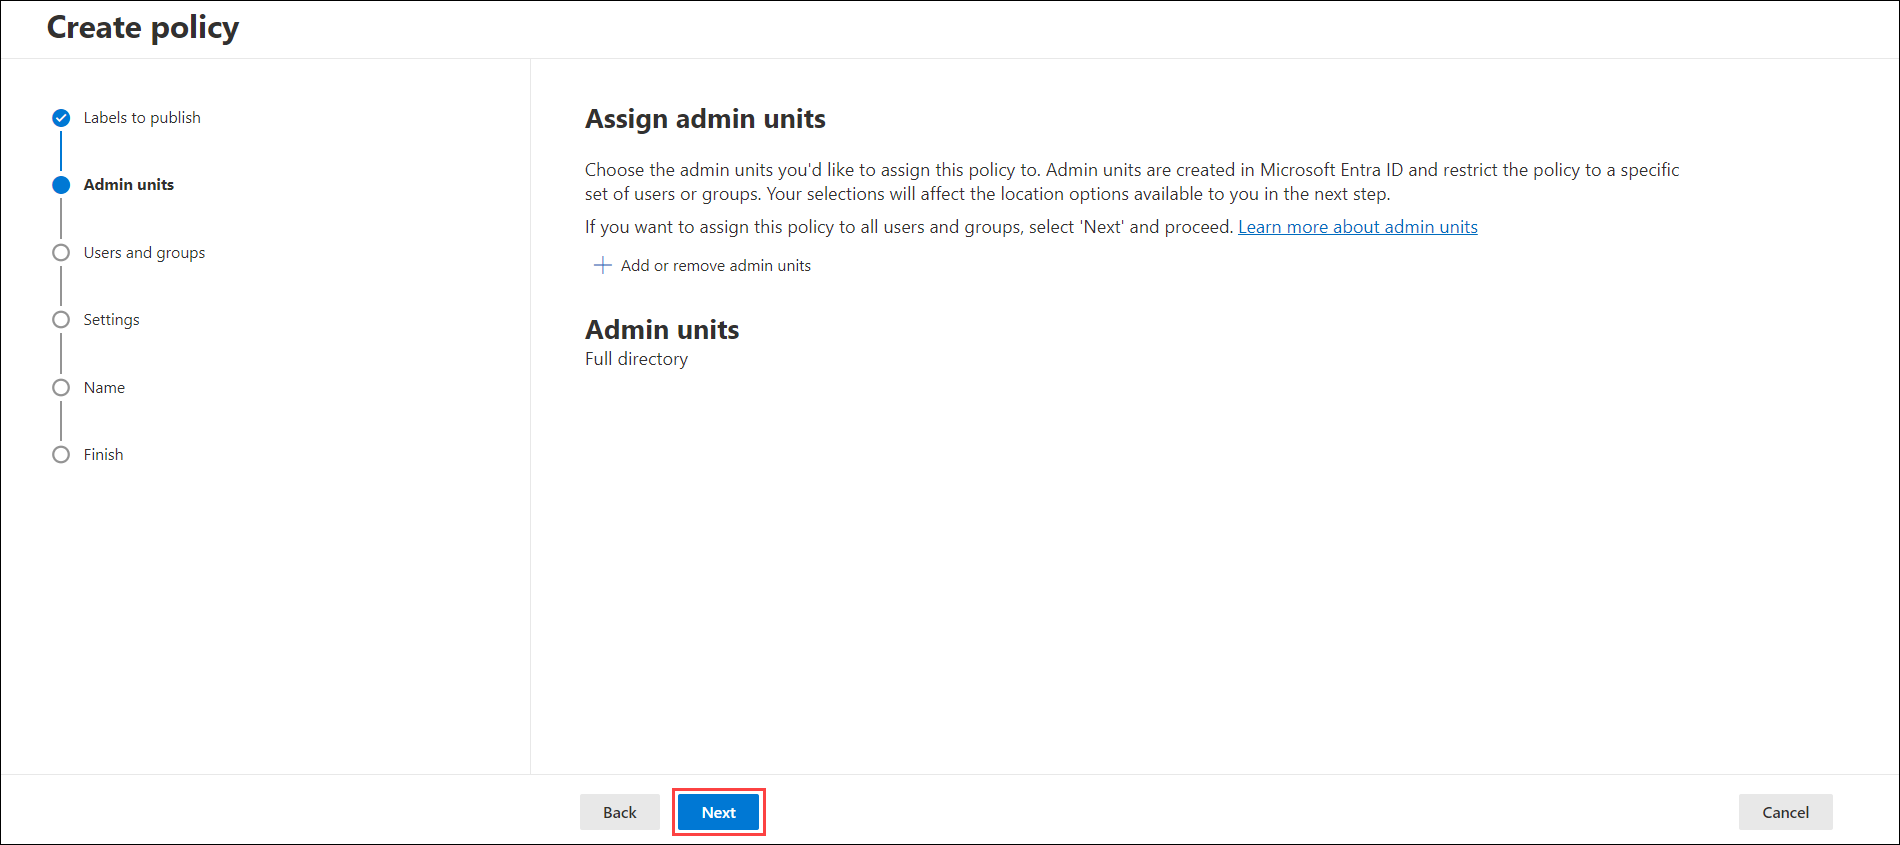 Create policy
Labels to publish
Admin units
Users and groups
Settings
Name
Finish
Assign admin units
Choose the admin units you'd like to assign this policy to. Admin units are created in Microsoft Entra ID and restrict the policy to a specific
set of users or groups. Your selections will affect the location options available to you in the next step.
If you want to assign this policy to all users and groups, select 'Next' and proceed. Learn more about admin units
Add or remove admin units
Admin units
Full directory
Back
Next
Cancel